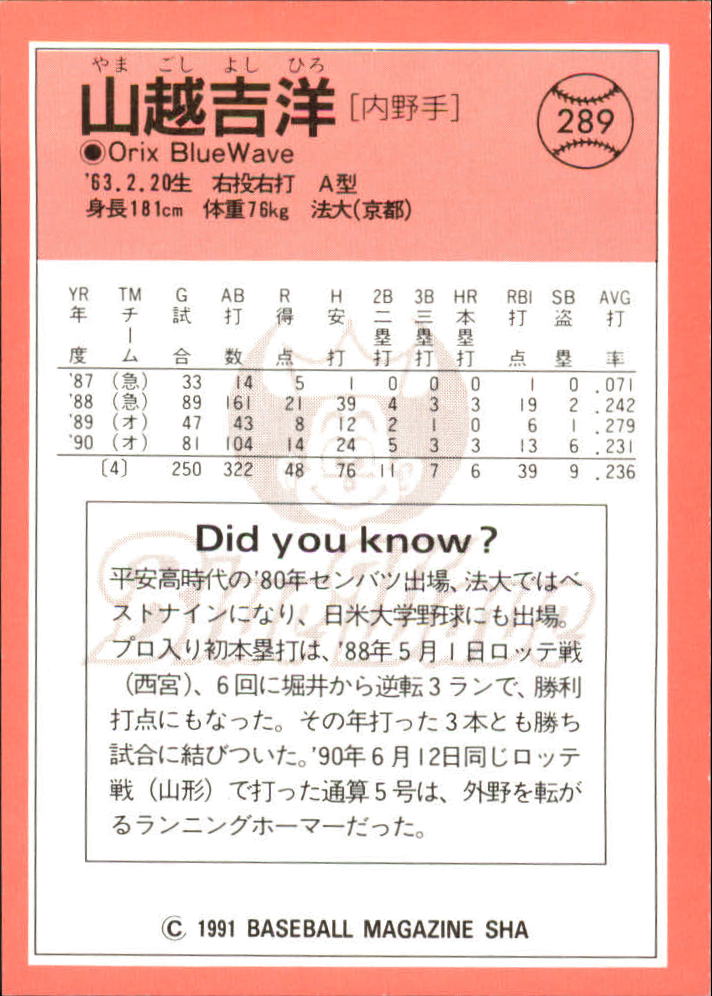 やま ごし よし ひろ
山越吉洋 [内野手]
289
●Orix BlueWave
'63.2.20生 右投右打 A型
身長181cm 体重76kg 法大(京都)
YR TM G AB R H 2B 3B HR RBI SB AVG
年度 チーム 試合 打数 得点 安打 二塁打 三塁打 本塁打 打点 盗塁 打率
'87 (急) 33 14 5 1 0 0 0 1 0 .071
'88 (急) 89 161 21 39 4 3 3 19 2 .242
'89 (オ) 47 43 8 12 2 1 0 6 1 .279
'90 (オ) 81 104 14 24 5 3 3 13 6 .231
〔4〕 250 322 48 76 11 7 6 39 9 .236
Did you know?
平安高時代の'80年センバツ出場、法大ではベ
ストナインになり、日米大学野球にも出場。
プロ入り初本塁打は、'88年5月1日ロッテ戦
(西宮)、6回に堀井から逆転3ランで、勝利
打点にもなった。その年打った3本とも勝ち
試合に結びついた。'90年6月12日同じロッテ
戦(山形)で打った通算5号は、外野を転が
るランニングホーマーだった。
BlueWave
© 1991 BASEBALL MAGAZINE SHA